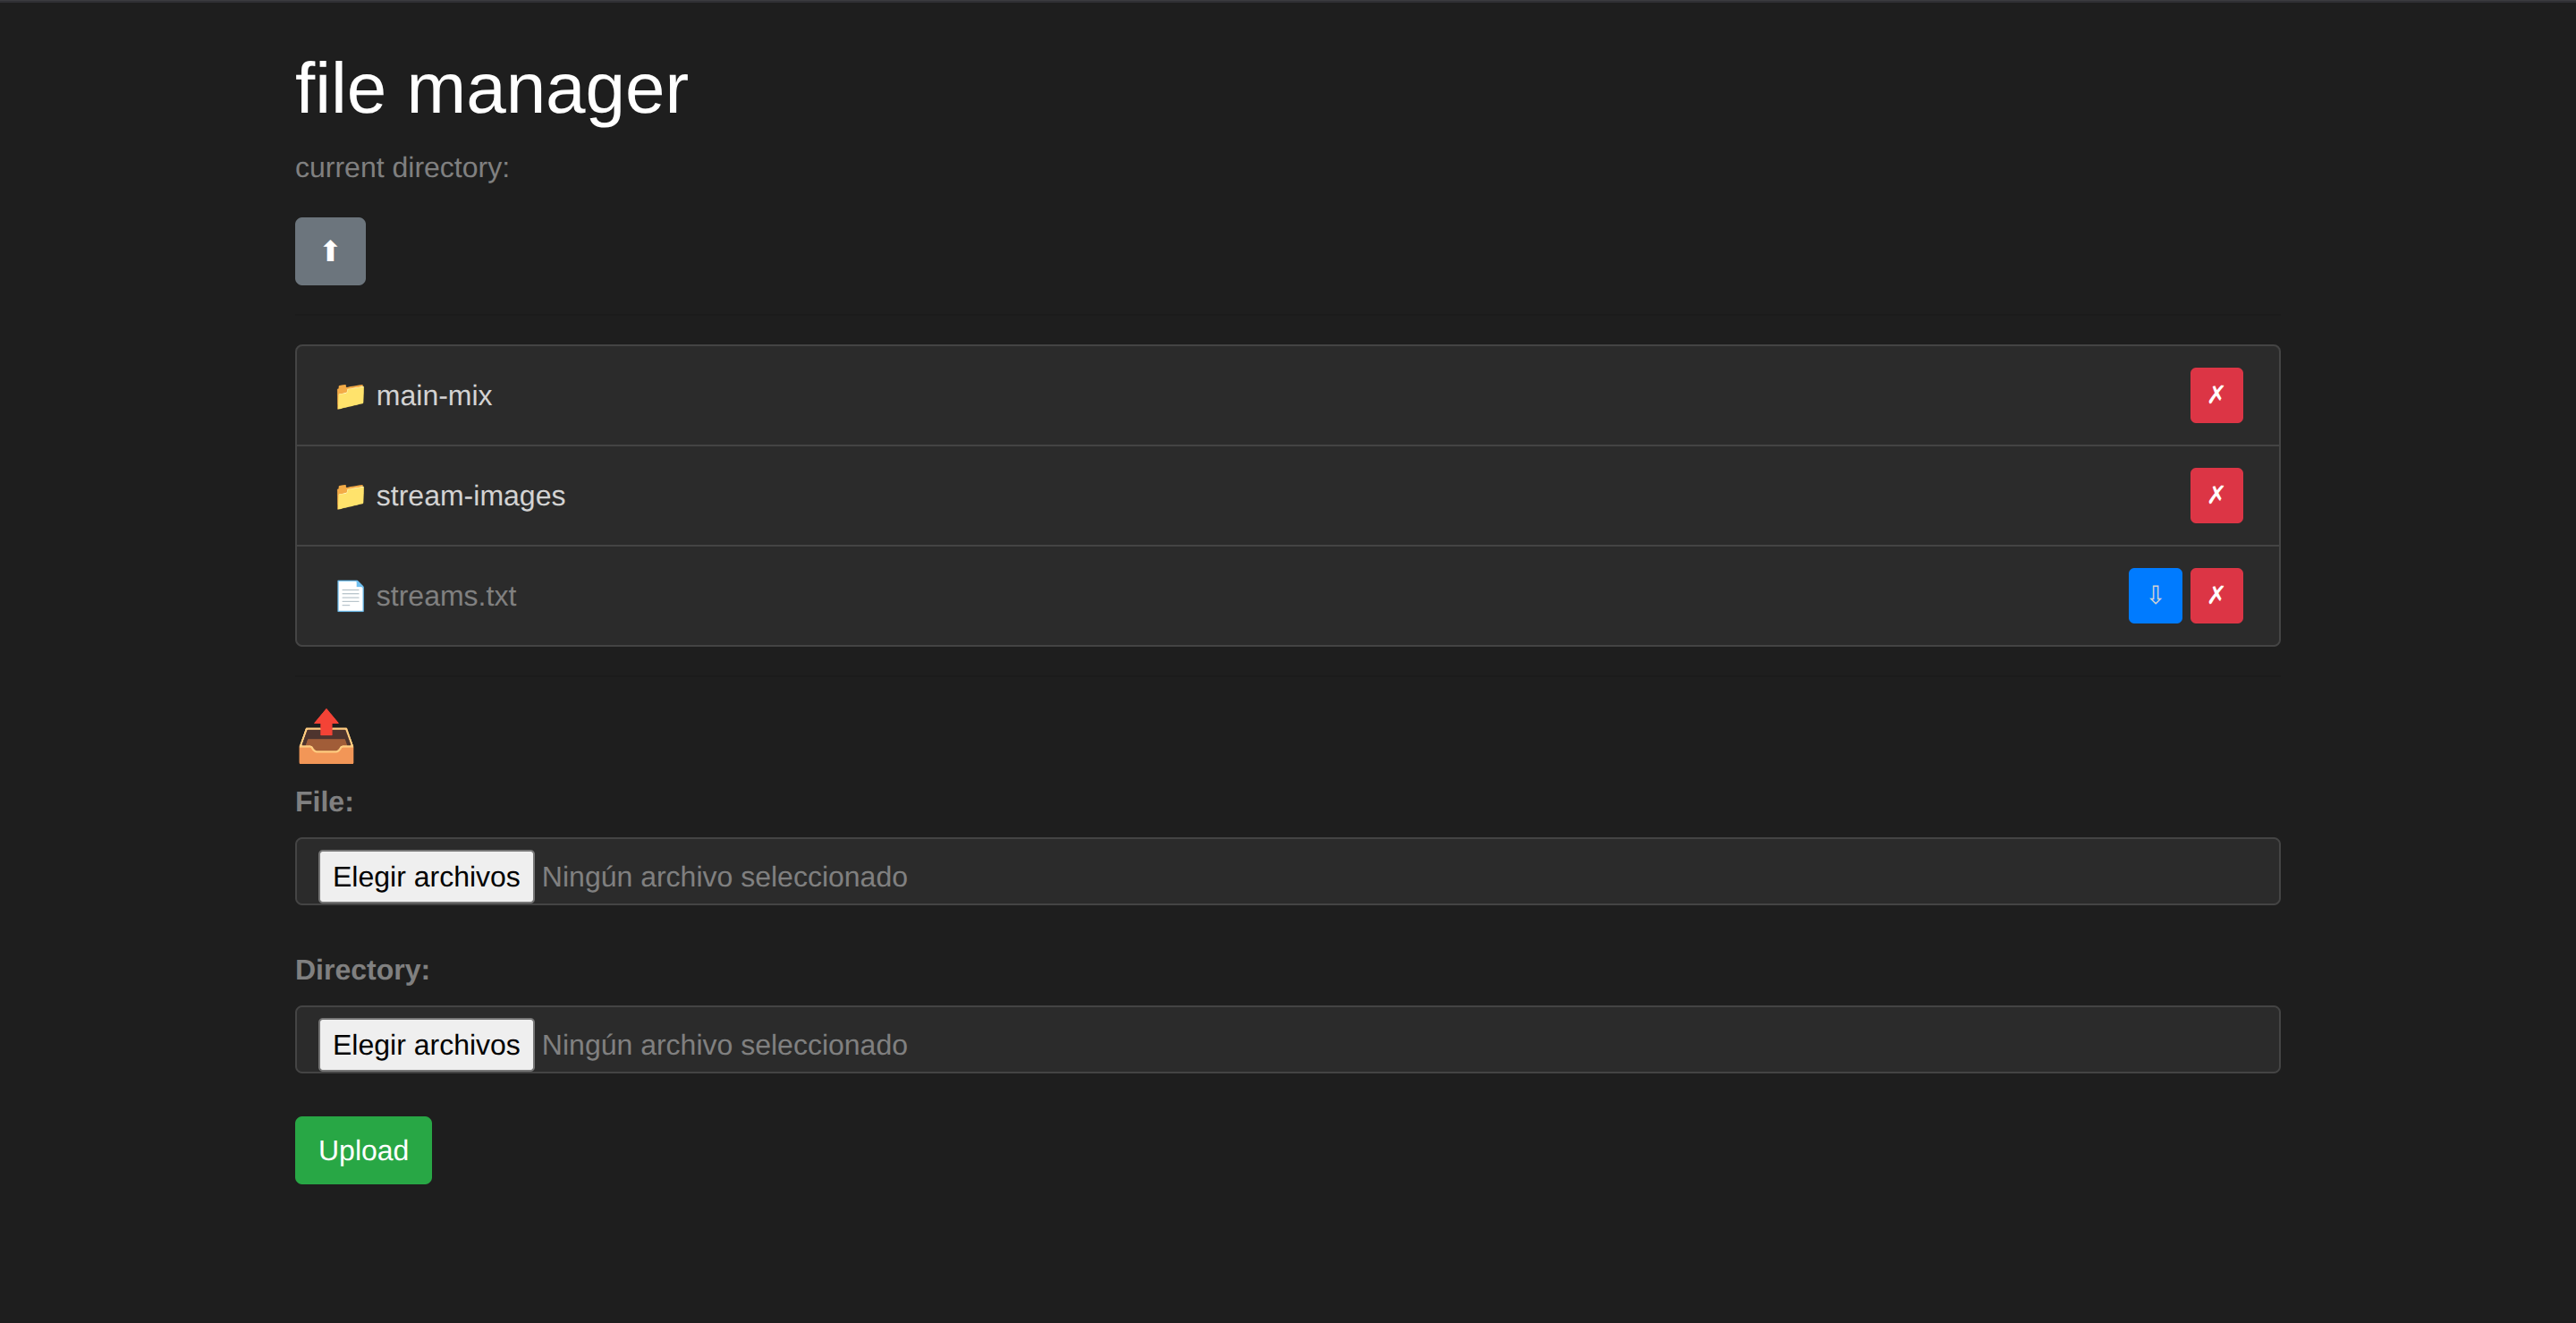 file manager
current directory:
⬆
📁 main-mix ✗
📁 stream-images ✗
📄 streams.txt ⇩ ✗
📤
File:
Elegir archivos Ningún archivo seleccionado
Directory:
Elegir archivos Ningún archivo seleccionado
Upload